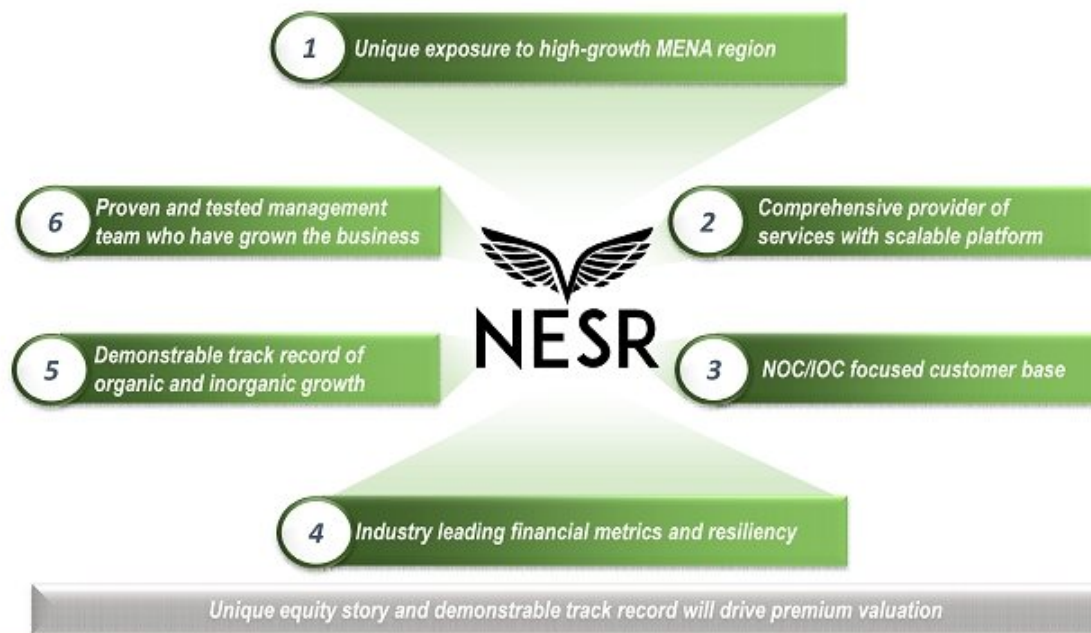 1
Unique exposure to high-growth MENA region
2
Comprehensive provider of
services with scalable platform
3
NOC/IOC focused customer base
4
Industry leading financial metrics and resiliency
5
Demonstrable track record of
organic and inorganic growth
6
Proven and tested management
team who have grown the business
NESR
Unique equity story and demonstrable track record will drive premium valuation